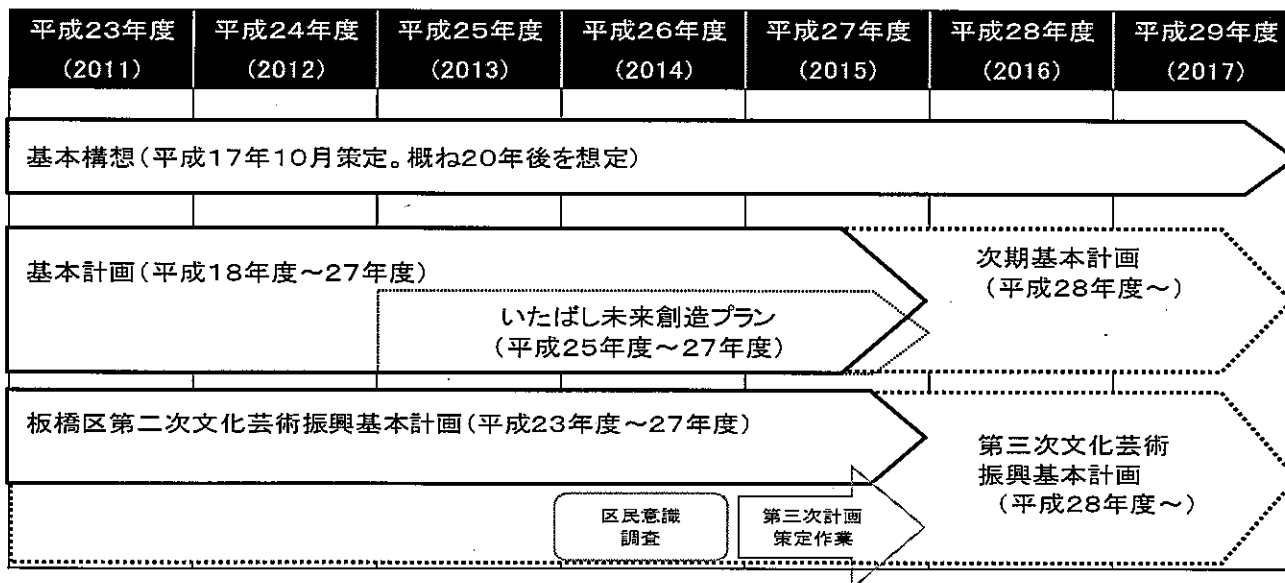 平成23年度 平成24年度 平成25年度 平成26年度 平成27年度 平成28年度 平成29年度
(2011) (2012) (2013) (2014) (2015) (2016) (2017)
基本構想(平成17年10月策定。概ね20年後を想定)
基本計画(平成18年度～27年度)
いたばし未来創造プラン
(平成25年度～27年度)
次期基本計画
(平成28年度～)
板橋区第二次文化芸術振興基本計画(平成23年度～27年度)
区民意識
調査
第三次計画
策定作業
第三次文化芸術
振興基本計画
(平成28年度～)